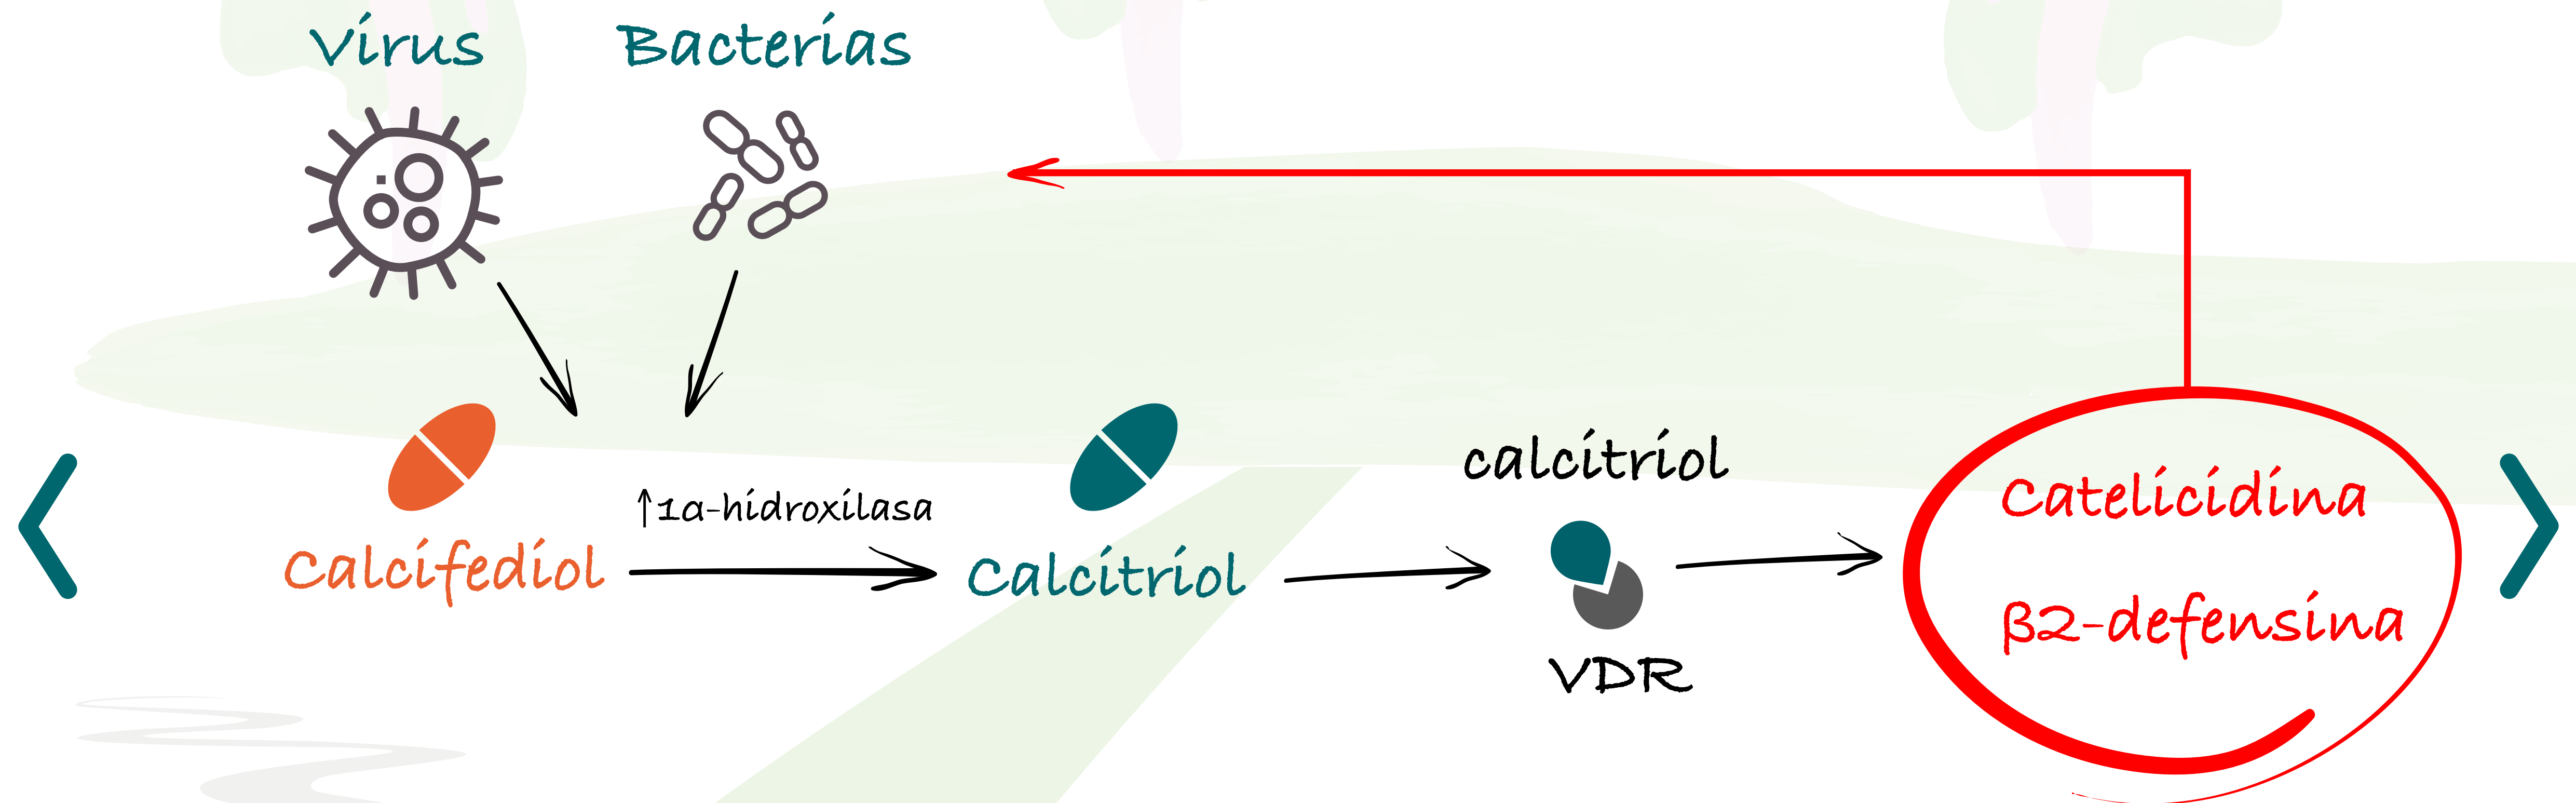 Virus
Bacterias
↑1α-hidroxilasa
Calcifediol
Calcitriol
calcitriol
VDR
Catelicidina
β2-defensina